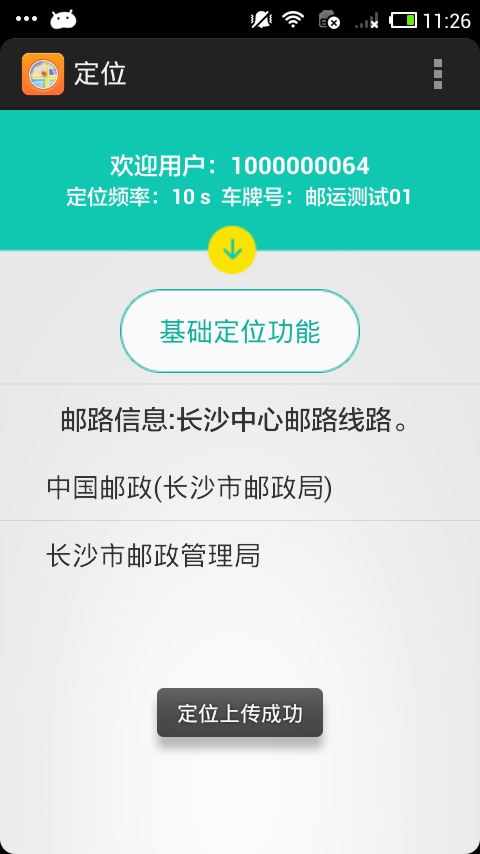 11:26
定位
欢迎用户：1000000064
定位频率：10 s 车牌号：邮运测试01
基础定位功能
邮路信息:长沙中心邮路线路。
中国邮政(长沙市邮政局)
长沙市邮政管理局
定位上传成功